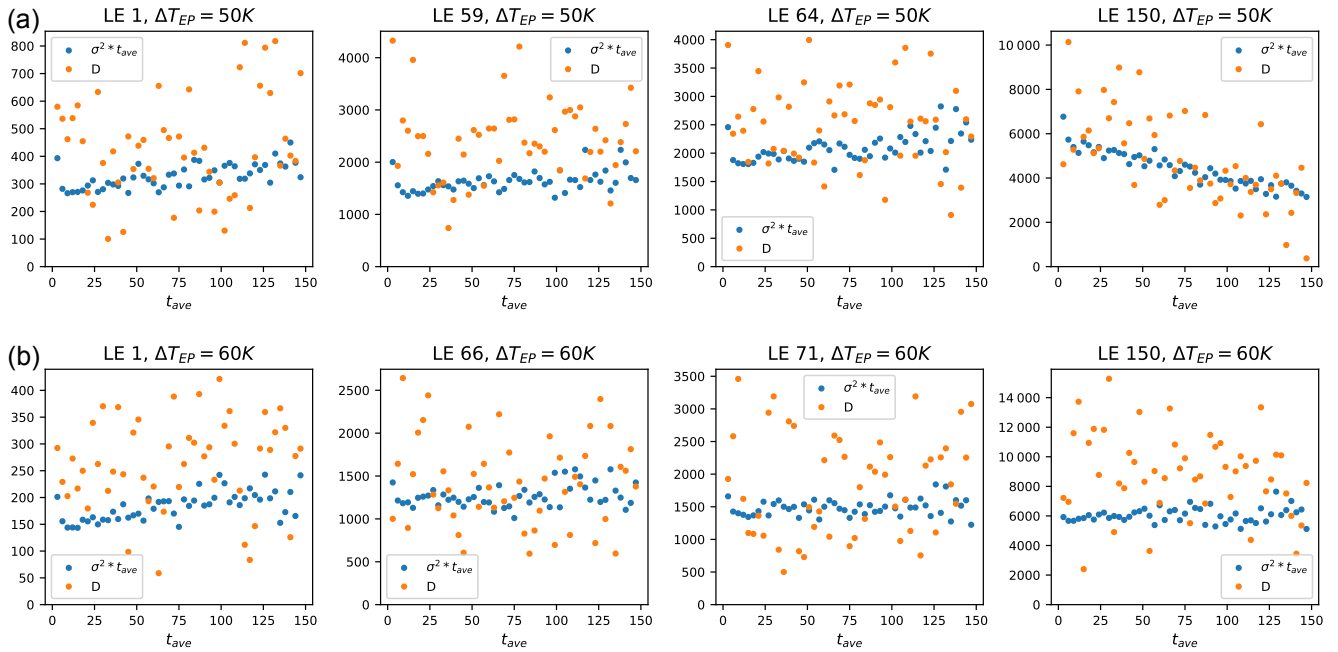 (a)
LE 1, ΔT_EP = 50K
800
700
600
500
400
300
200
100
0
σ² * t_ave
D
0 25 50 75 100 125 150
t_ave
LE 59, ΔT_EP = 50K
4000
3000
2000
1000
0
σ² * t_ave
D
0 25 50 75 100 125 150
t_ave
LE 64, ΔT_EP = 50K
4000
3500
3000
2500
2000
1500
1000
500
0
σ² * t_ave
D
0 25 50 75 100 125 150
t_ave
LE 150, ΔT_EP = 50K
10 000
8000
6000
4000
2000
0
σ² * t_ave
D
0 25 50 75 100 125 150
t_ave
(b)
LE 1, ΔT_EP = 60K
400
350
300
250
200
150
100
50
0
σ² * t_ave
D
0 25 50 75 100 125 150
t_ave
LE 66, ΔT_EP = 60K
2500
2000
1500
1000
500
0
σ² * t_ave
D
0 25 50 75 100 125 150
t_ave
LE 71, ΔT_EP = 60K
3500
3000
2500
2000
1500
1000
500
0
σ² * t_ave
D
0 25 50 75 100 125 150
t_ave
LE 150, ΔT_EP = 60K
14 000
12 000
10 000
8000
6000
4000
2000
0
σ² * t_ave
D
0 25 50 75 100 125 150
t_ave